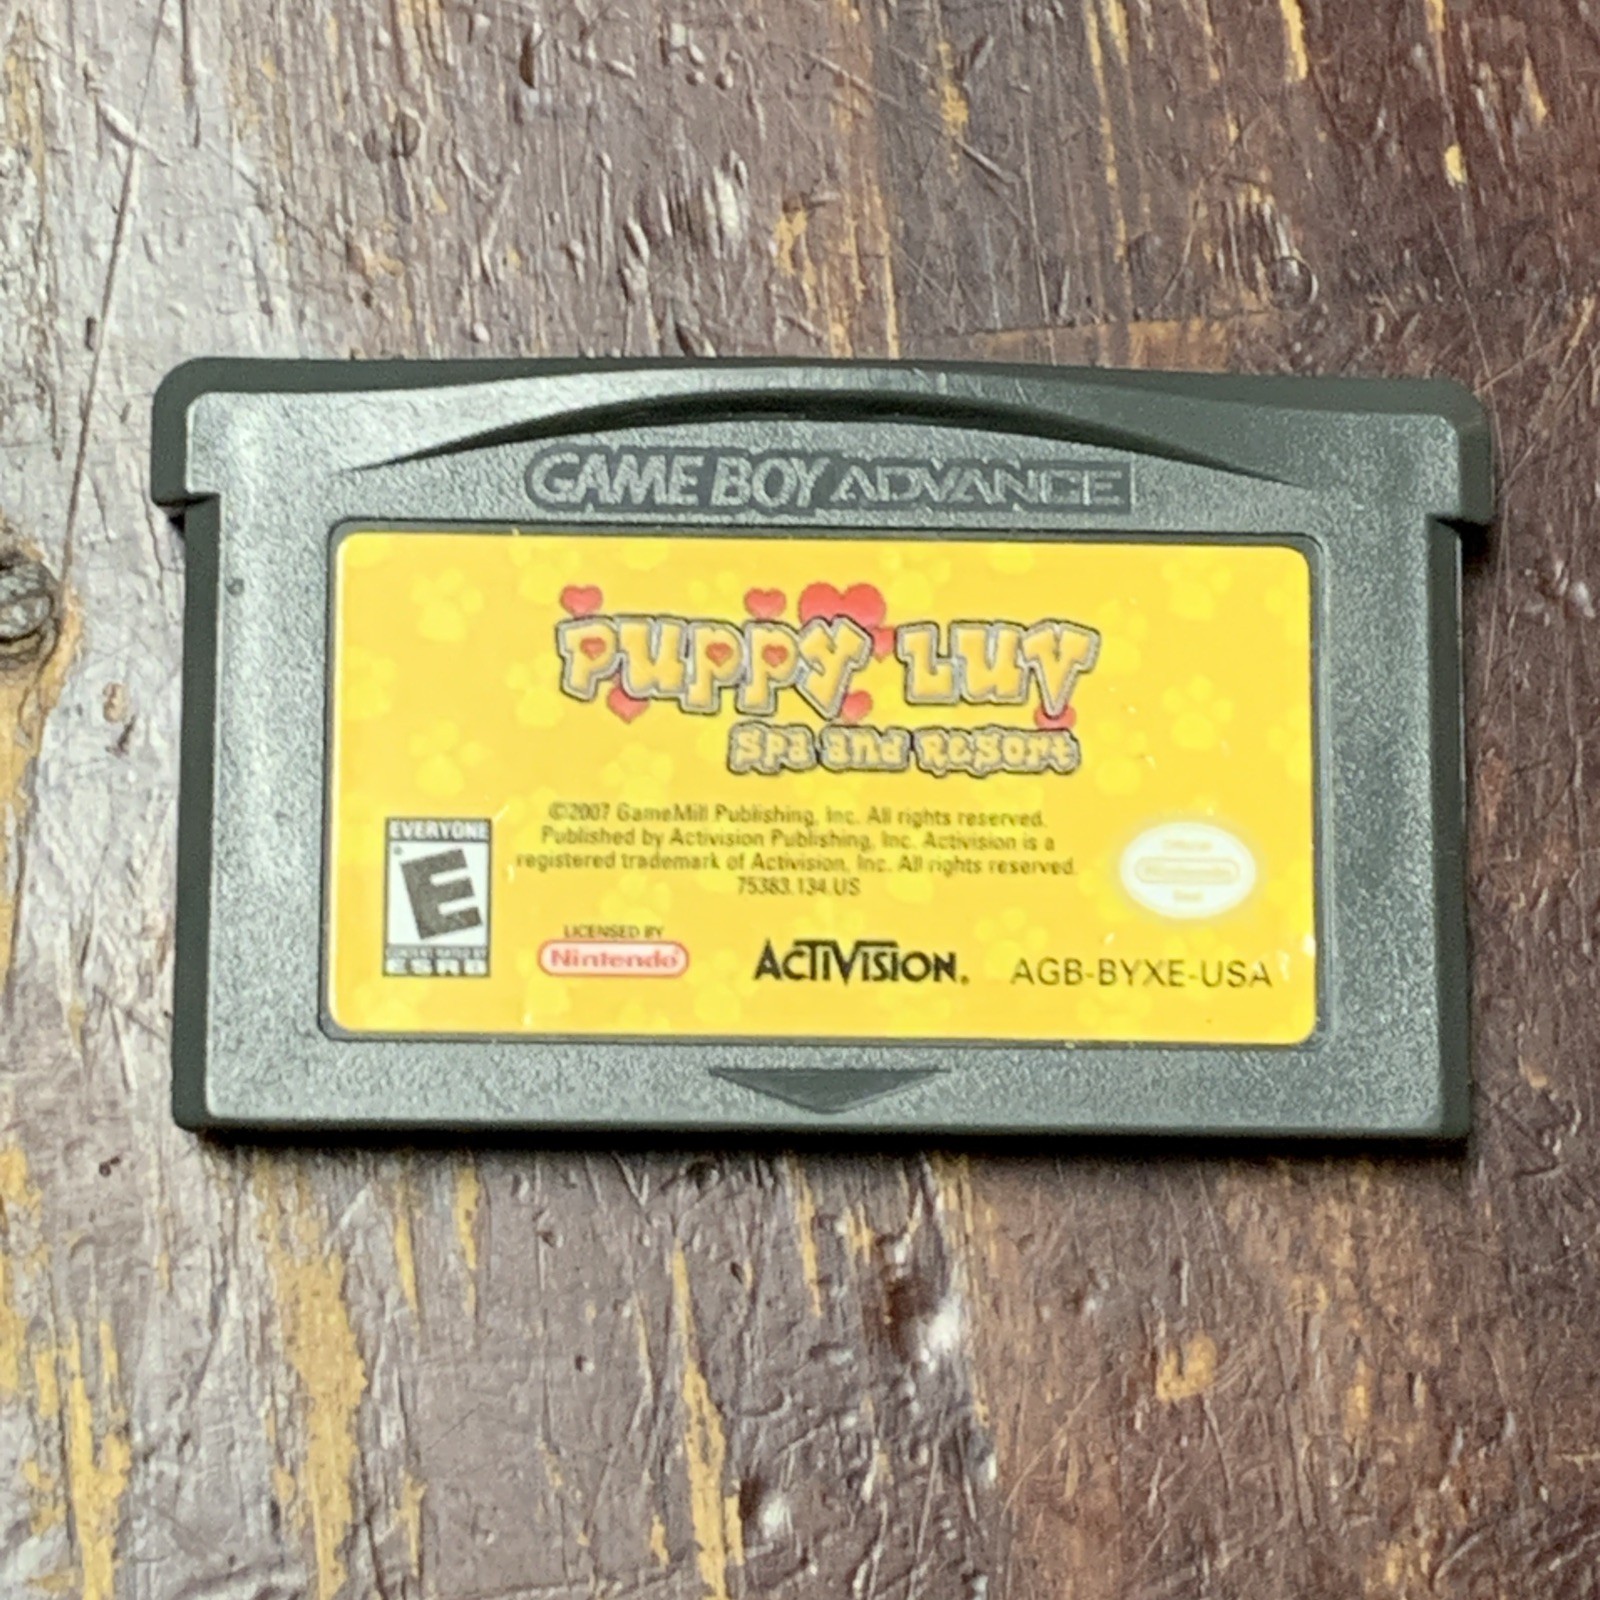 GAME BOY ADVANCE
PUPPY LUV
Spa and Resort
©2007 GameMill Publishing, Inc. All rights reserved.
Published by Activision Publishing, Inc. Activision is a
registered trademark of Activision, Inc. All rights reserved.
75383.134.US
EVERYONE
E
ESRB
LICENSED BY
Nintendo
ACTIVISION.
AGB-BYXE-USA
Nintendo